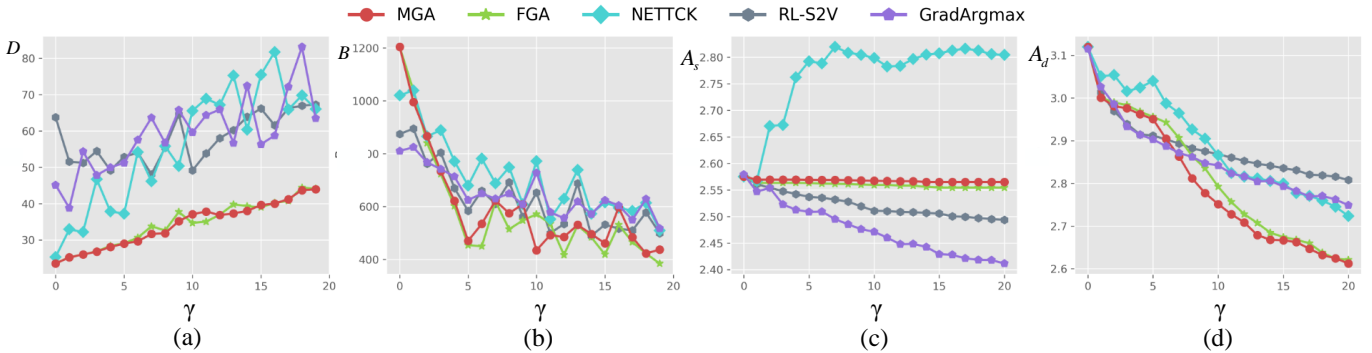 MGA FGA NETTCK RL-S2V GradArgmax
D
80
70
60
50
40
30
0 5 10 15 20
γ
(a)
B
1200
1000
90
600
400
0 5 10 15 20
γ
(b)
A_s
2.80
2.75
2.70
2.65
2.60
2.55
2.50
2.45
2.40
0 5 10 15 20
γ
(c)
A_d
3.1
3.0
2.9
2.8
2.7
2.6
0 5 10 15 20
γ
(d)